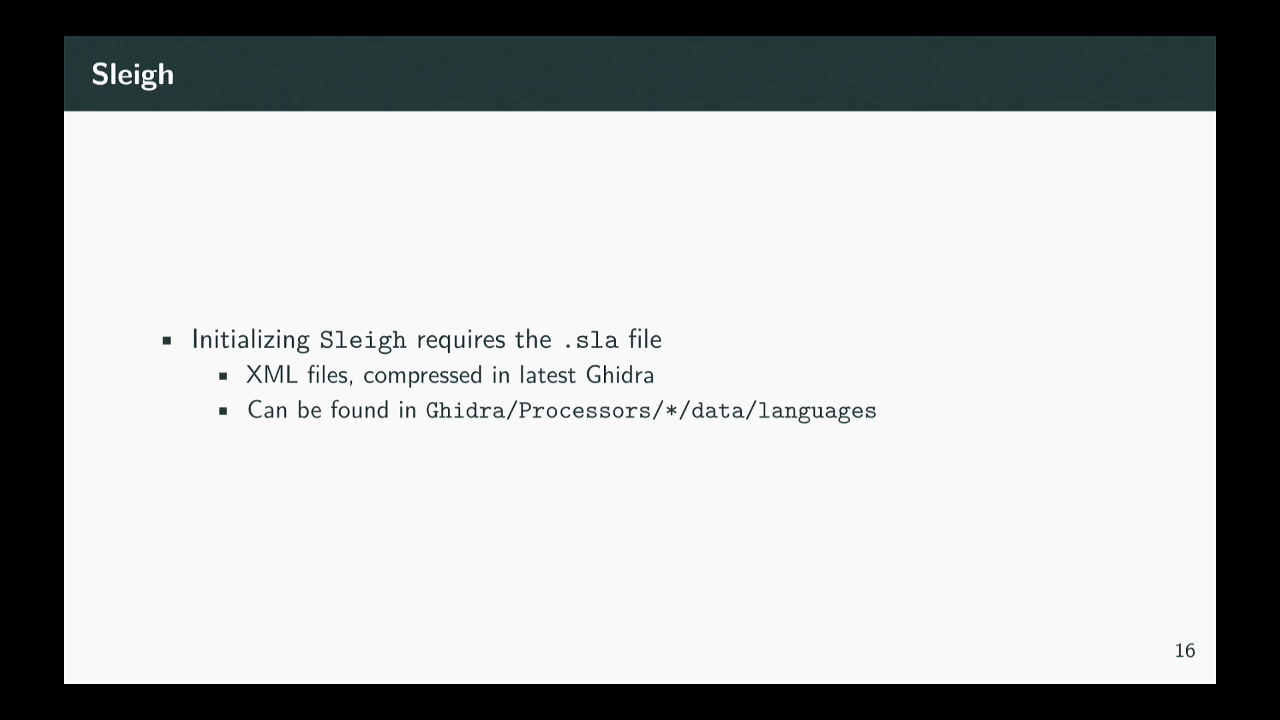 Sleigh
▪ Initializing Sleigh requires the .sla file
▪ XML files, compressed in latest Ghidra
▪ Can be found in Ghidra/Processors/*/data/languages
16